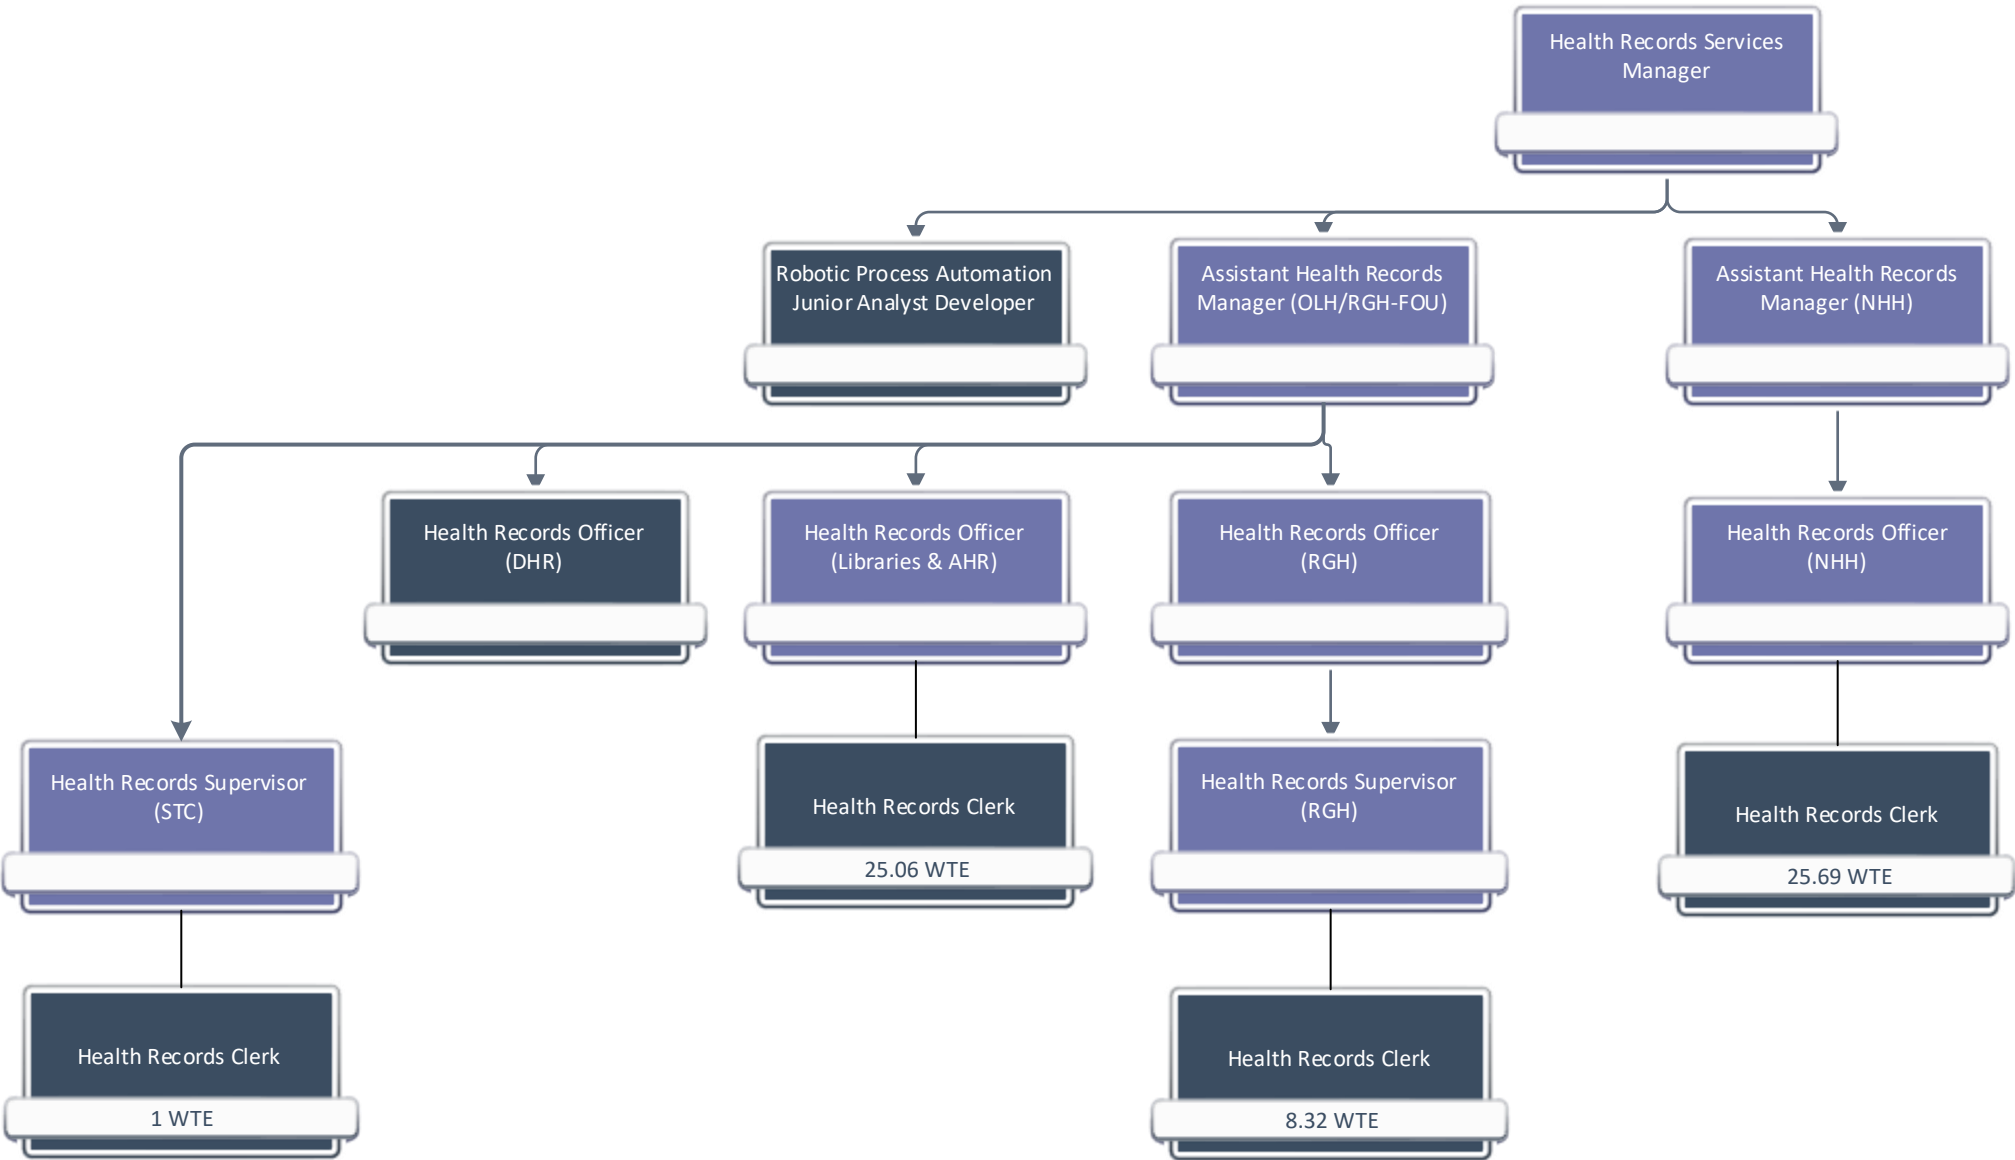 Health Records Services
Manager
Robotic Process Automation
Junior Analyst Developer
Assistant Health Records
Manager (OLH/RGH-FOU)
Assistant Health Records
Manager (NHH)
Health Records Officer
(DHR)
Health Records Officer
(Libraries & AHR)
Health Records Officer
(RGH)
Health Records Officer
(NHH)
Health Records Supervisor
(STC)
Health Records Clerk
25.06 WTE
Health Records Supervisor
(RGH)
Health Records Clerk
25.69 WTE
Health Records Clerk
1 WTE
Health Records Clerk
8.32 WTE